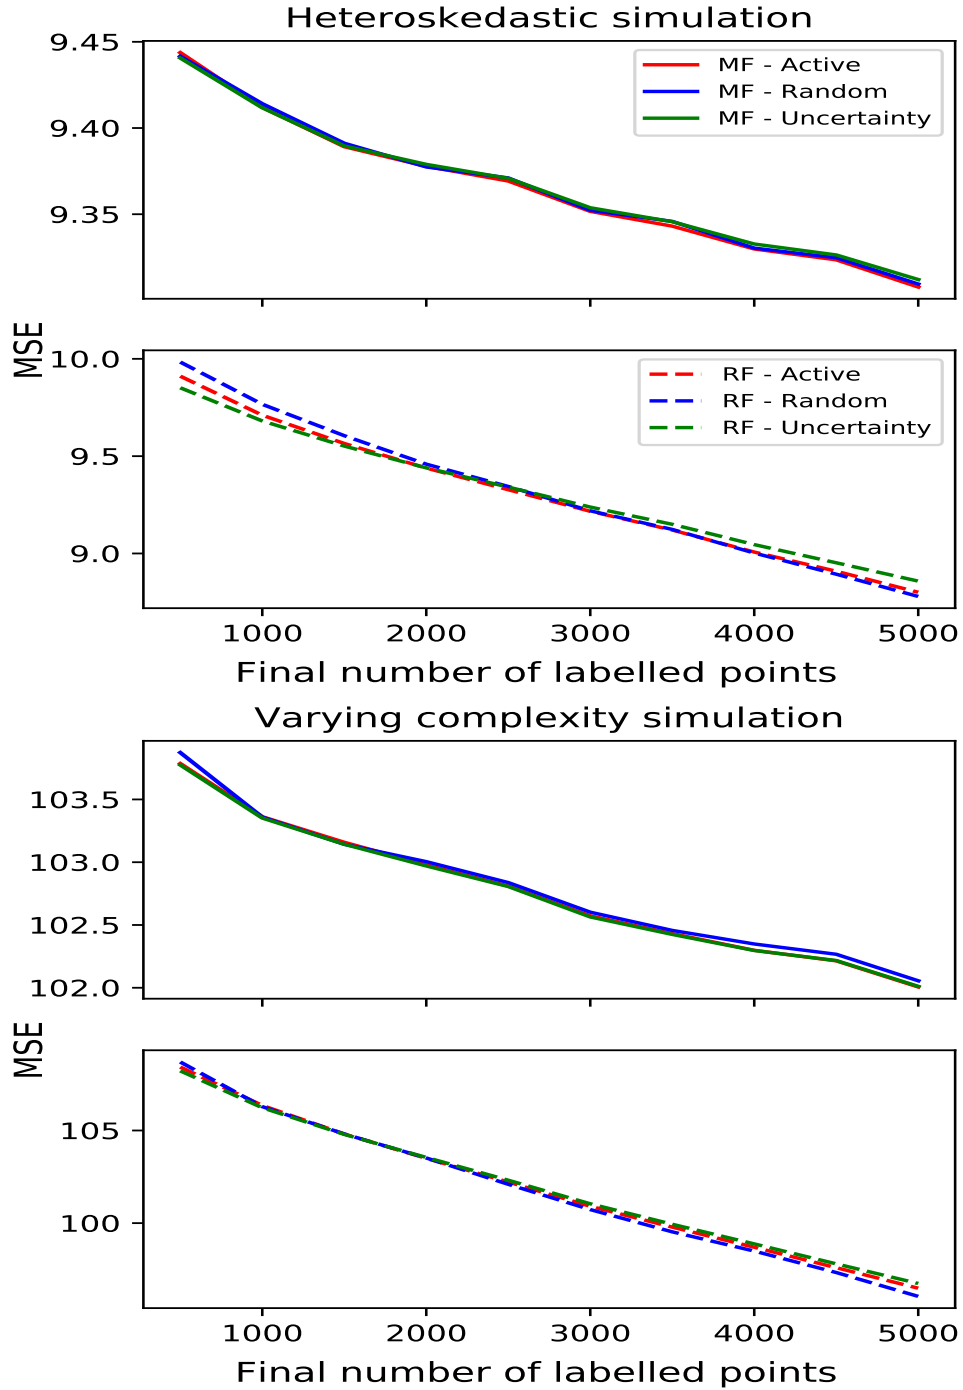 Heteroskedastic simulation
9.45
9.40
9.35
MF - Active
MF - Random
MF - Uncertainty
MSE
10.0
9.5
9.0
RF - Active
RF - Random
RF - Uncertainty
1000 2000 3000 4000 5000
Final number of labelled points
Varying complexity simulation
103.5
103.0
102.5
102.0
MSE
105
100
1000 2000 3000 4000 5000
Final number of labelled points